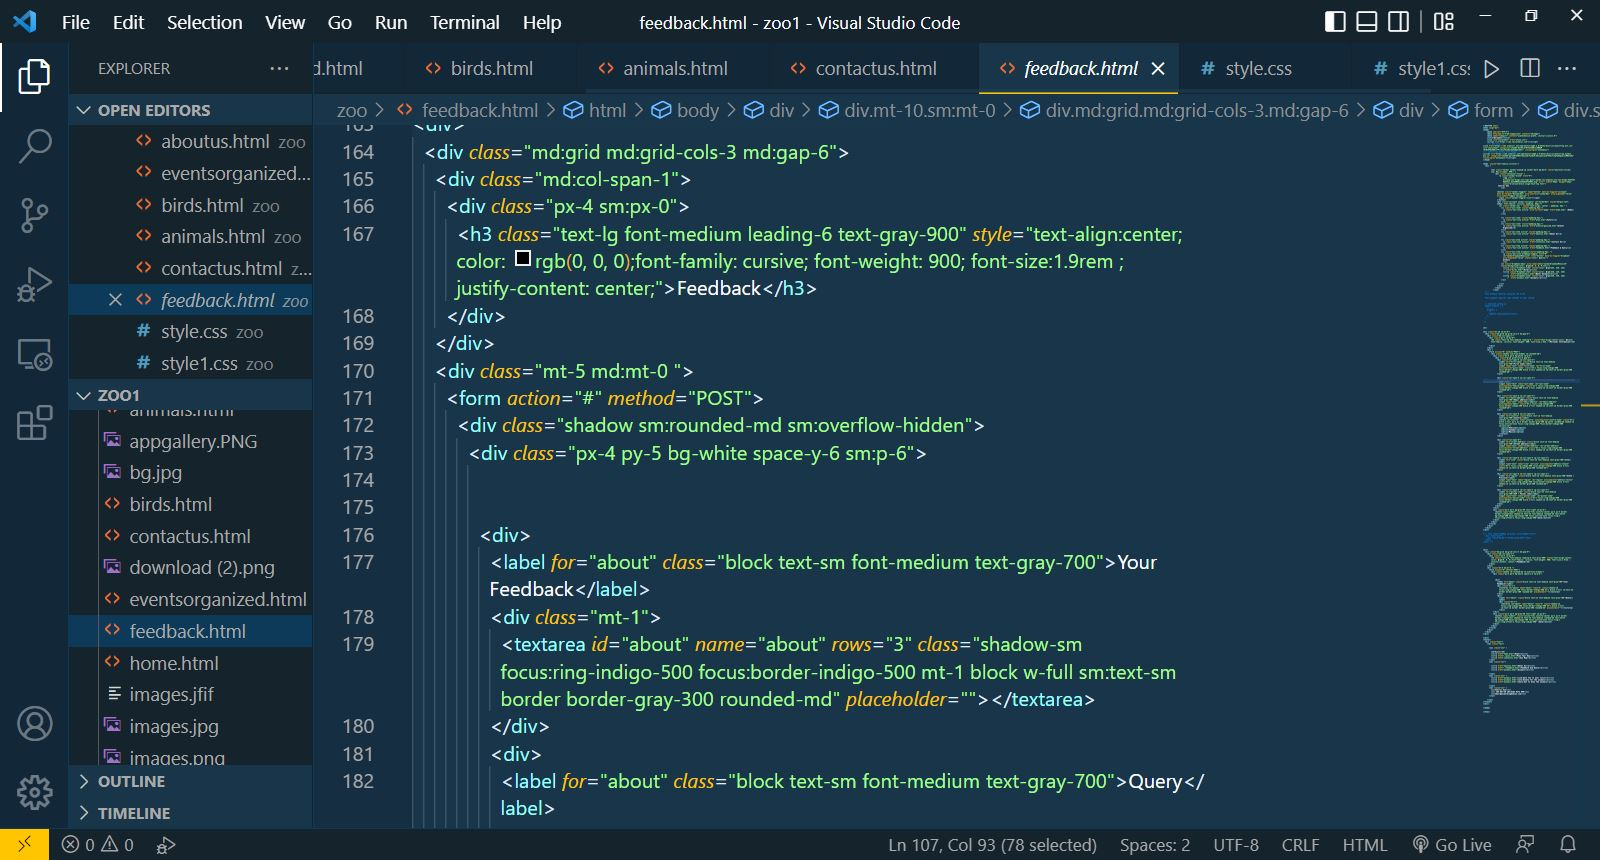 File Edit Selection View Go Run Terminal Help feedback.html - zoo1 - Visual Studio Code
EXPLORER ···
d.html birds.html animals.html contactus.html feedback.html # style.css # style1.css
OPEN EDITORS
aboutus.html zoo
eventsorganized...
birds.html zoo
animals.html zoo
contactus.html z...
feedback.html zoo
# style.css zoo
# style1.css zoo
ZOO1
animals.html
appgallery.PNG
bg.jpg
birds.html
contactus.html
download (2).png
eventsorganized.html
feedback.html
home.html
images.jfif
images.jpg
images.png
OUTLINE
TIMELINE
zoo > feedback.html > html > body > div > div.mt-10.sm:mt-0 > div.md:grid.md:grid-cols-3.md:gap-6 > div > form > div.s
163 <div>
164 <div class="md:grid md:grid-cols-3 md:gap-6">
165 <div class="md:col-span-1">
166 <div class="px-4 sm:px-0">
167 <h3 class="text-lg font-medium leading-6 text-gray-900" style="text-align:center;
color: rgb(0, 0, 0);font-family: cursive; font-weight: 900; font-size:1.9rem ;
justify-content: center;">Feedback</h3>
168 </div>
169 </div>
170 <div class="mt-5 md:mt-0 ">
171 <form action="#" method="POST">
172 <div class="shadow sm:rounded-md sm:overflow-hidden">
173 <div class="px-4 py-5 bg-white space-y-6 sm:p-6">
174
175
176 <div>
177 <label for="about" class="block text-sm font-medium text-gray-700">Your
Feedback</label>
178 <div class="mt-1">
179 <textarea id="about" name="about" rows="3" class="shadow-sm
focus:ring-indigo-500 focus:border-indigo-500 mt-1 block w-full sm:text-sm
border border-gray-300 rounded-md" placeholder=""></textarea>
180 </div>
181 <div>
182 <label for="about" class="block text-sm font-medium text-gray-700">Query</
label>
0 0 Ln 107, Col 93 (78 selected) Spaces: 2 UTF-8 CRLF HTML Go Live